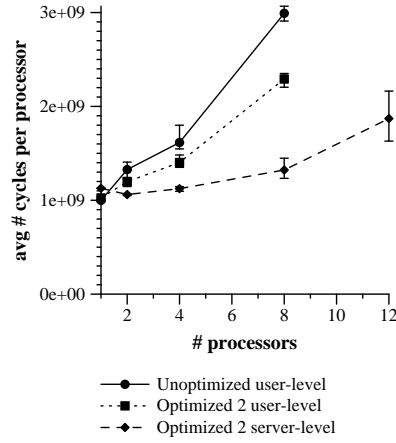 3e+09
2e+09
1e+09
0e+00
avg # cycles per processor
2 4 6 8 10 12
# processors
Unoptimized user-level
Optimized 2 user-level
Optimized 2 server-level